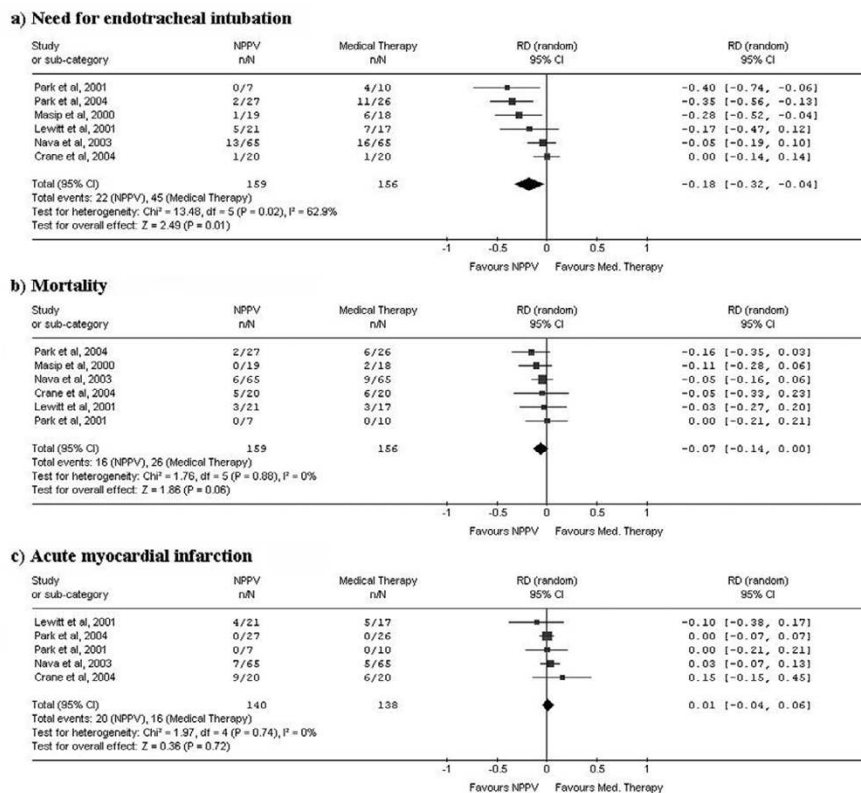 a) Need for endotracheal intubation
Study NPPV Medical Therapy RD (random) RD (random)
or sub-category n/N n/N 95% CI 95% CI
Park et al, 2001 0/7 4/10 -0.40 [-0.74, -0.06]
Park et al, 2004 2/27 11/26 -0.35 [-0.56, -0.13]
Masip et al, 2000 1/19 6/18 -0.28 [-0.52, -0.04]
Lewitt et al, 2001 5/21 7/17 -0.17 [-0.47, 0.12]
Nava et al, 2003 13/65 16/65 -0.05 [-0.19, 0.10]
Crane et al, 2004 1/20 1/20 0.00 [-0.14, 0.14]
Total (95% CI) 159 156 -0.18 [-0.32, -0.04]
Total events: 22 (NPPV), 45 (Medical Therapy)
Test for heterogeneity: Chi² = 13.48, df = 5 (P = 0.02), I² = 62.9%
Test for overall effect: Z = 2.49 (P = 0.01)
-1 -0.5 0 0.5 1
Favours NPPV Favours Med. Therapy
b) Mortality
Study NPPV Medical Therapy RD (random) RD (random)
or sub-category n/N n/N 95% CI 95% CI
Park et al, 2004 2/27 6/26 -0.16 [-0.35, 0.03]
Masip et al, 2000 0/19 2/18 -0.11 [-0.28, 0.06]
Nava et al, 2003 6/65 9/65 -0.05 [-0.16, 0.06]
Crane et al, 2004 5/20 6/20 -0.05 [-0.33, 0.23]
Lewitt et al, 2001 3/21 3/17 -0.03 [-0.27, 0.20]
Park et al, 2001 0/7 0/10 0.00 [-0.21, 0.21]
Total (95% CI) 159 156 -0.07 [-0.14, 0.00]
Total events: 16 (NPPV), 26 (Medical Therapy)
Test for heterogeneity: Chi² = 1.76, df = 5 (P = 0.88), I² = 0%
Test for overall effect: Z = 1.86 (P = 0.06)
-1 -0.5 0 0.5 1
Favours NPPV Favours Med. Therapy
c) Acute myocardial infarction
Study NPPV Medical Therapy RD (random) RD (random)
or sub-category n/N n/N 95% CI 95% CI
Lewitt et al, 2001 4/21 5/17 -0.10 [-0.38, 0.17]
Park et al, 2004 0/27 0/26 0.00 [-0.07, 0.07]
Park et al, 2001 0/7 0/10 0.00 [-0.21, 0.21]
Nava et al, 2003 7/65 5/65 0.03 [-0.07, 0.13]
Crane et al, 2004 9/20 6/20 0.15 [-0.15, 0.45]
Total (95% CI) 140 138 0.01 [-0.04, 0.06]
Total events: 20 (NPPV), 16 (Medical Therapy)
Test for heterogeneity: Chi² = 1.97, df = 4 (P = 0.74), I² = 0%
Test for overall effect: Z = 0.36 (P = 0.72)
-1 -0.5 0 0.5 1
Favours NPPV Favours Med. Therapy